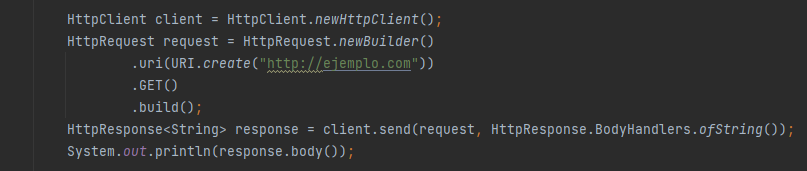 HttpClient client = HttpClient.newHttpClient();
HttpRequest request = HttpRequest.newBuilder()
.uri(URI.create("http://ejemplo.com"))
.GET()
.build();
HttpResponse<String> response = client.send(request, HttpResponse.BodyHandlers.ofString());
System.out.println(response.body());